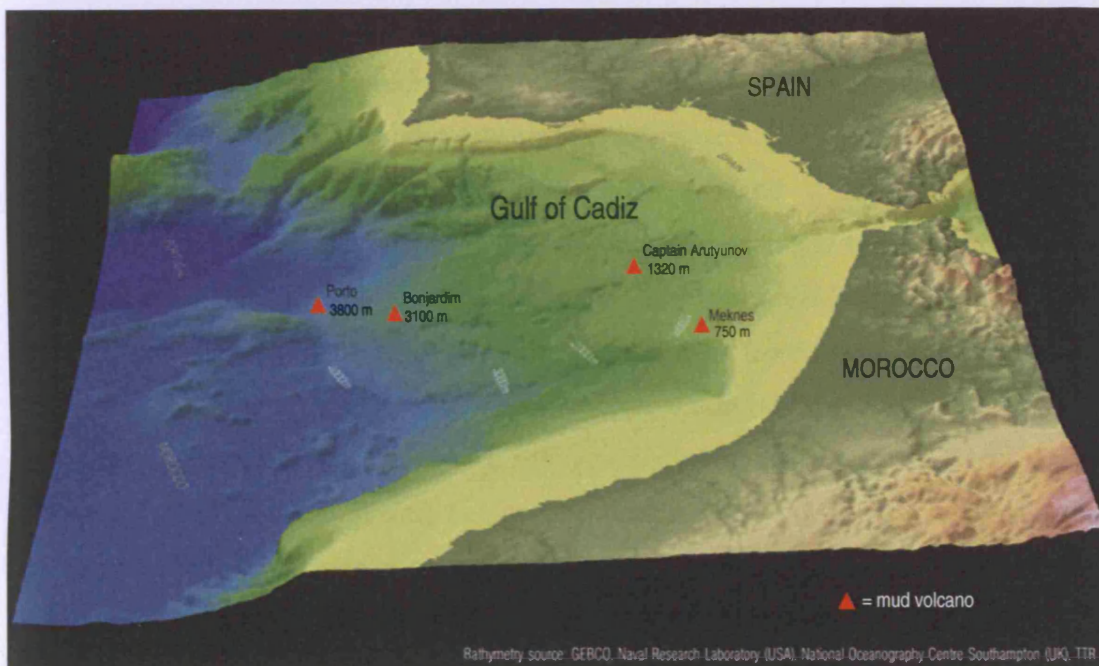 SPAIN
Gulf of Cadiz
Captain Arutyunov
1320 m
Porto
3800 m
Bonjardim
3100 m
Meknes
750 m
MOROCCO
= mud volcano
Bathymetry source: GEBCO, Naval Research Laboratory (USA), National Oceanography Centre Southampton (UK), TTR